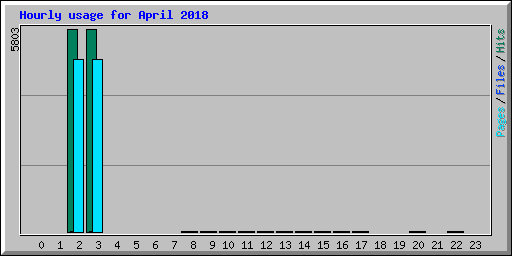 Hourly usage for April 2018
5803
Pages/Files/Hits
0 1 2 3 4 5 6 7 8 9 10 11 12 13 14 15 16 17 18 19 20 21 22 23